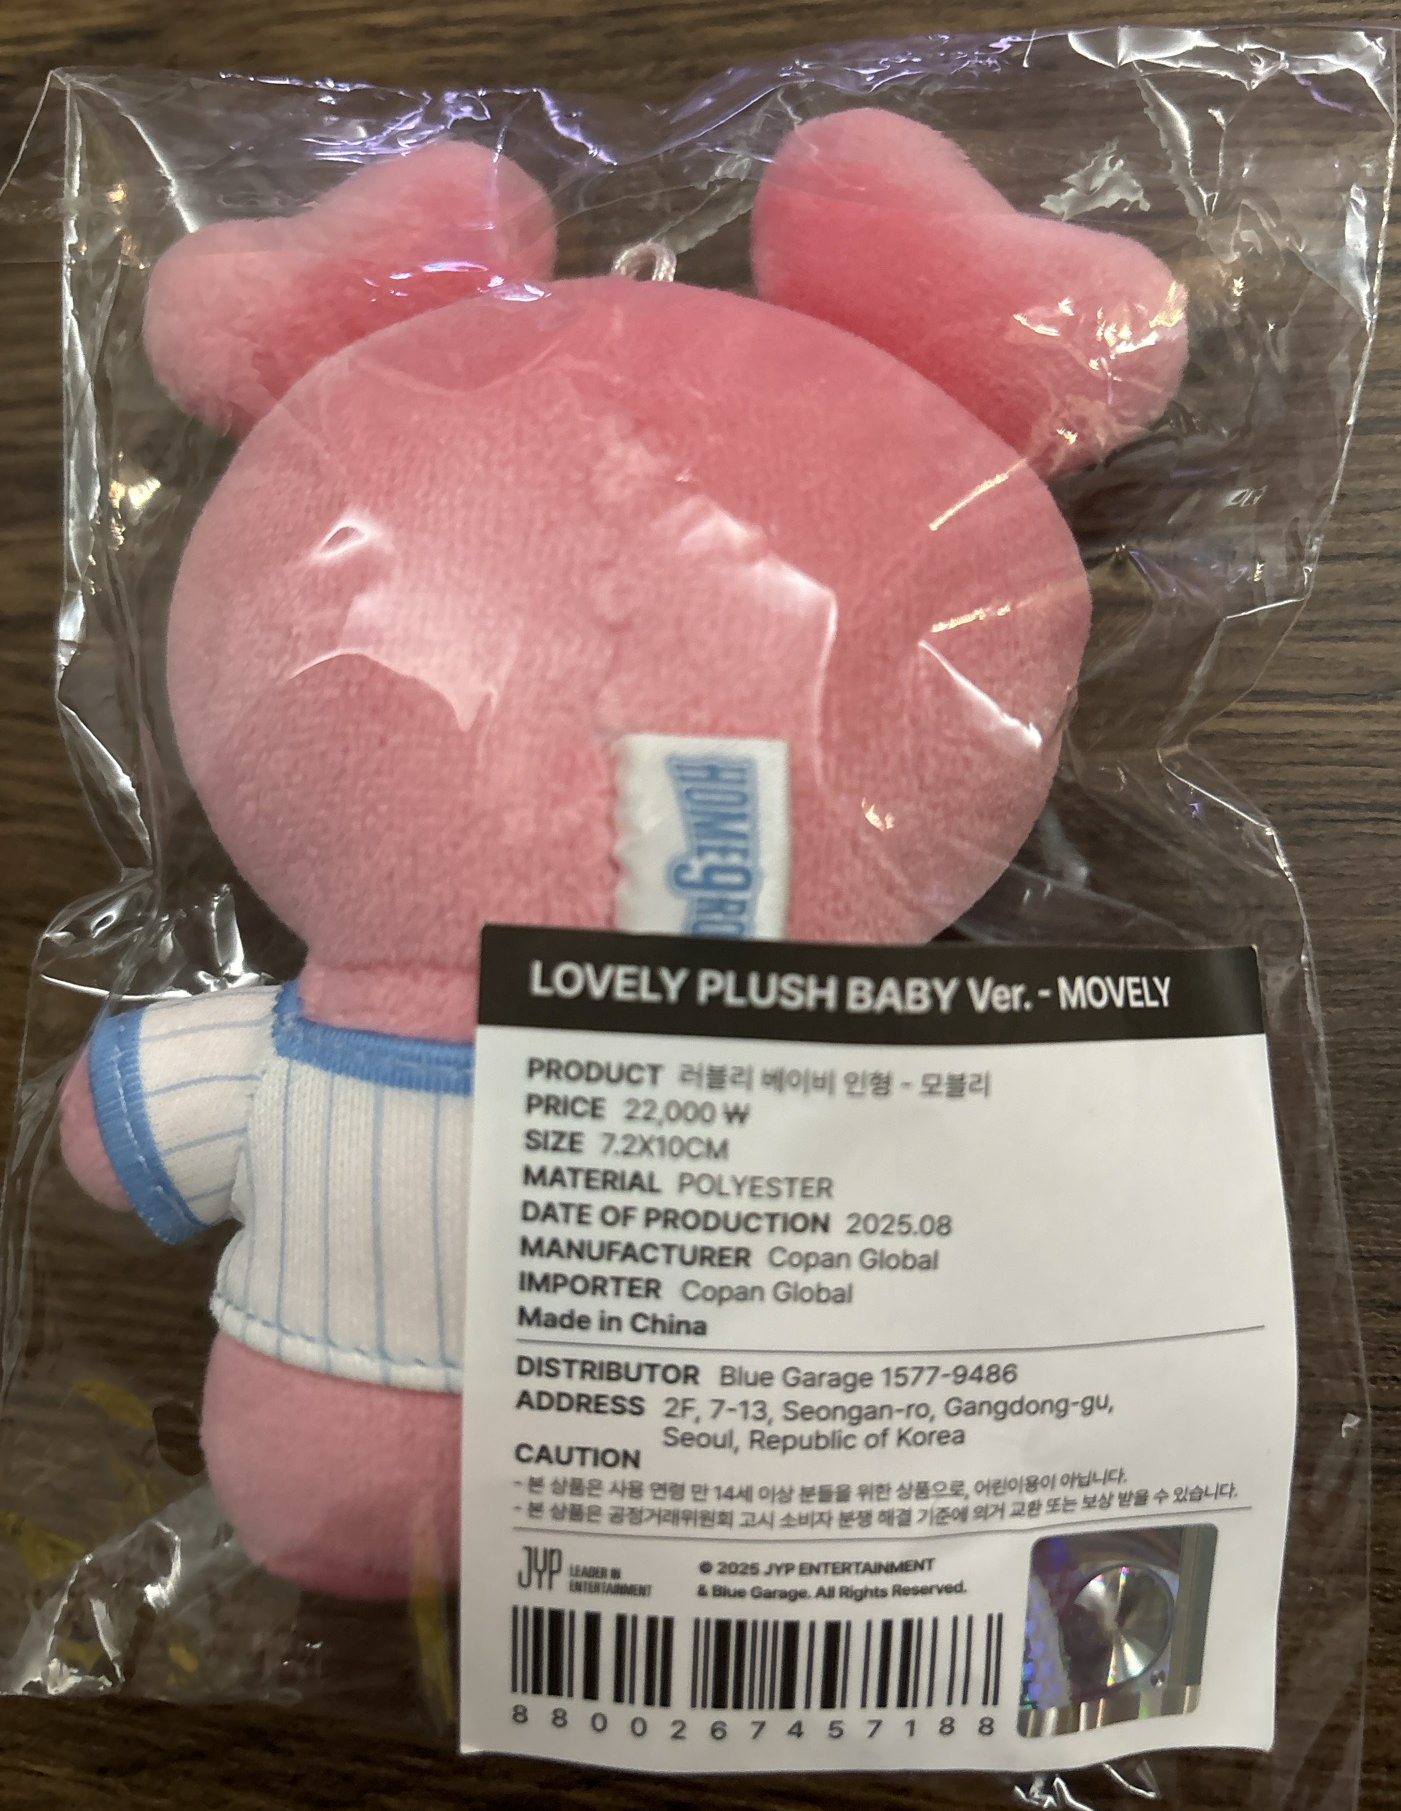 HOMEgRO
LOVELY PLUSH BABY Ver. - MOVELY
PRODUCT 러블리 베이비 인형 - 모블리
PRICE 22,000 ₩
SIZE 7.2X10CM
MATERIAL POLYESTER
DATE OF PRODUCTION 2025.08
MANUFACTURER Copan Global
IMPORTER Copan Global
Made in China
DISTRIBUTOR Blue Garage 1577-9486
ADDRESS 2F, 7-13, Seongan-ro, Gangdong-gu,
Seoul, Republic of Korea
CAUTION
- 본 상품은 사용 연령 만 14세 이상 분들을 위한 상품으로, 어린이용이 아닙니다.
- 본 상품은 공정거래위원회 고시 소비자 분쟁 해결 기준에 의거 교환 또는 보상 받을 수 있습니다.
JYP LEADER IN
ENTERTAINMENT
© 2025 JYP ENTERTAINMENT
& Blue Garage. All Rights Reserved.
8800267457188